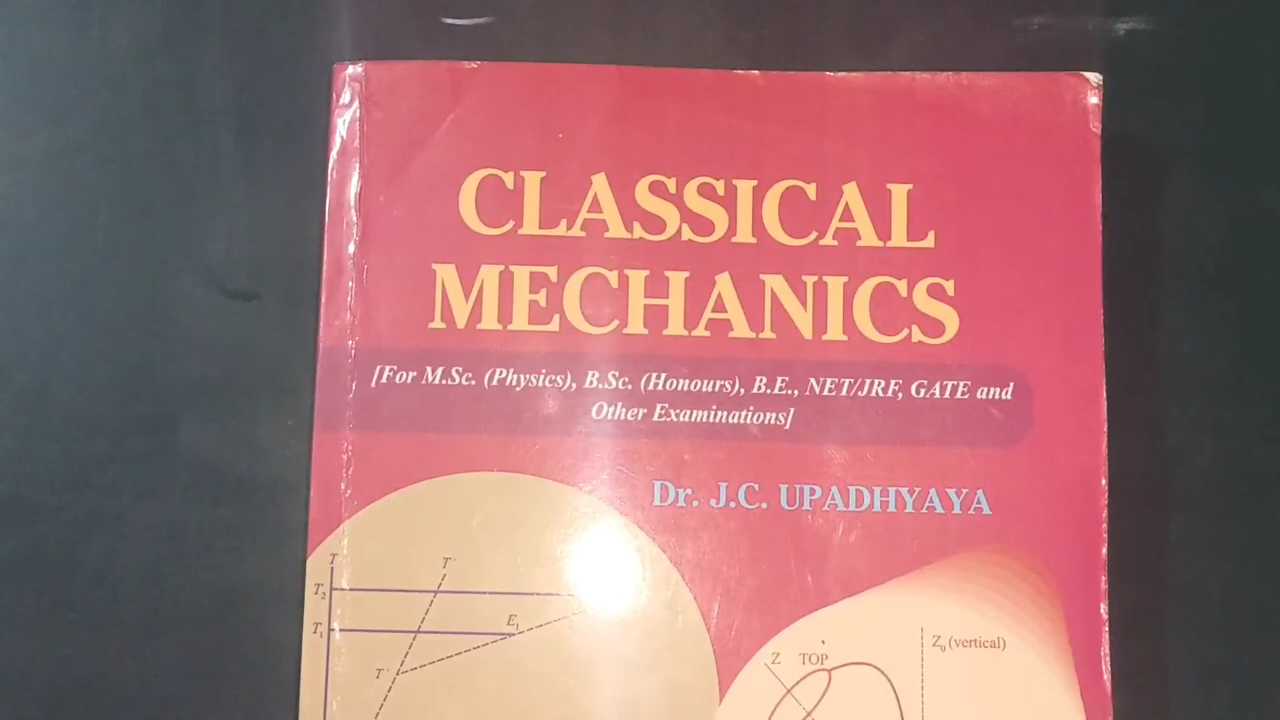 CLASSICAL
MECHANICS
[For M.Sc. (Physics), B.Sc. (Honours), B.E., NET/JRF, GATE and
Other Examinations]
Dr. J.C. UPADHYAYA
T T'
T₂
T₁ E₁
T'
Z TOP Z₀ (vertical)